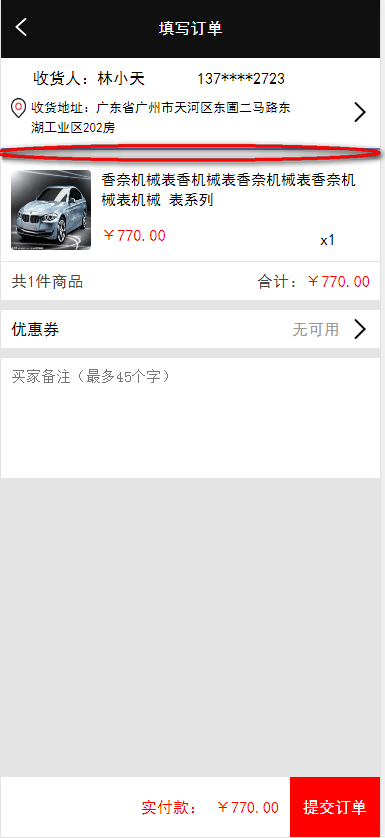 填写订单
收货人：林小天 137****2723
收货地址：广东省广州市天河区东圃二马路东
湖工业区202房
香奈机械表香机械表香奈机械表香奈机
械表机械 表系列
￥770.00
x1
共1件商品 合计：￥770.00
优惠券 无可用
买家备注（最多45个字）
实付款： ￥770.00 提交订单